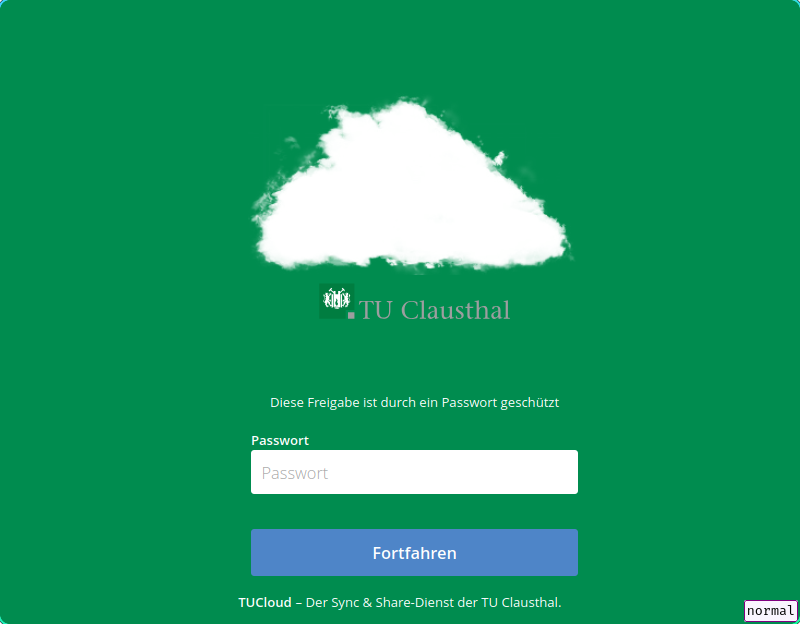 TU Clausthal
Diese Freigabe ist durch ein Passwort geschützt
Passwort
Passwort
Fortfahren
TUCloud – Der Sync & Share-Dienst der TU Clausthal.
normal